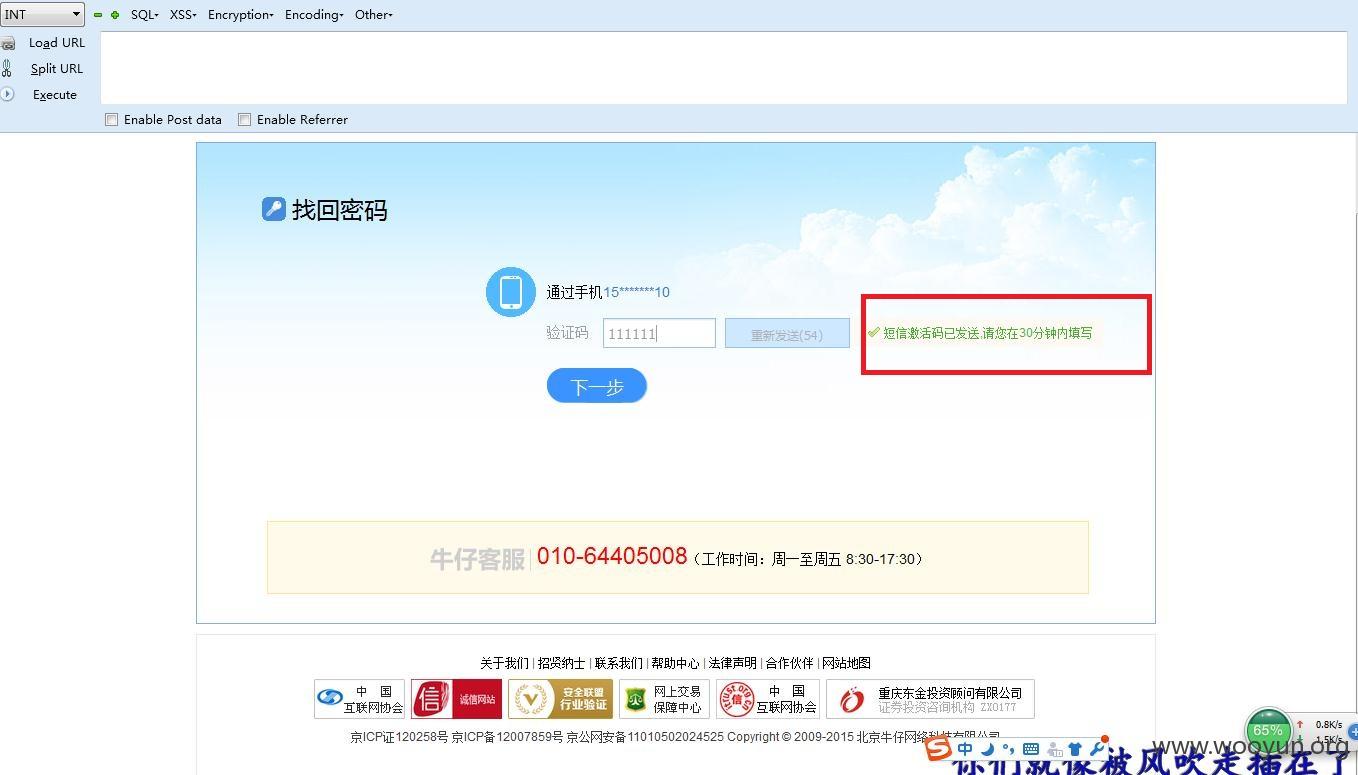 INT SQL XSS Encryption Encoding Other
Load URL
Split URL
Execute
Enable Post data Enable Referrer
找回密码
通过手机15*******10
验证码 111111 重新发送(54) 短信激活码已发送,请您在30分钟内填写
下一步
牛仔客服 010-64405008 (工作时间：周一至周五 8:30-17:30)
关于我们 | 招贤纳士 | 联系我们 | 帮助中心 | 法律声明 | 合作伙伴 | 网站地图
中国互联网协会
信 诚信网站
安全联盟行业验证
网上交易保障中心
信 中国互联网协会
重庆东金投资顾问有限公司
证券投资咨询机构 ZX0177
京ICP证120258号 京ICP备12007859号 京公网安备11010502024525 Copyright © 2009-2015 北京牛仔网络科技有限公司
65% 0.8K/s
1.5K/s
S 中
www.wooyun.org
你们就像被风吹走插在了